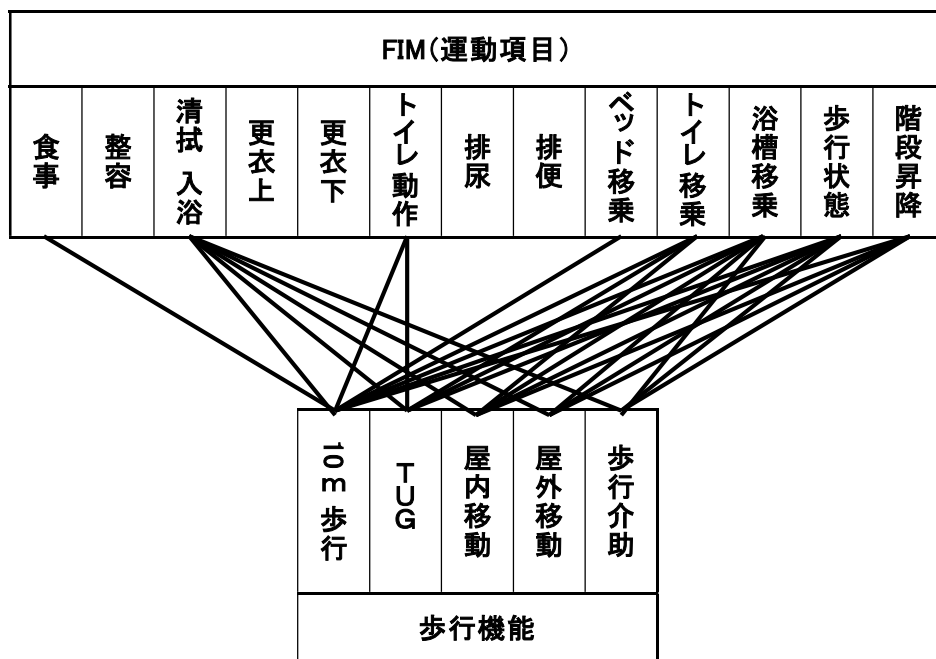 FIM(運動項目)
食事
整容
清拭 入浴
更衣上
更衣下
トイレ動作
排尿
排便
ベッド移乗
トイレ移乗
浴槽移乗
歩行状態
階段昇降
10m 歩行
TUG
屋内移動
屋外移動
歩行介助
歩行機能